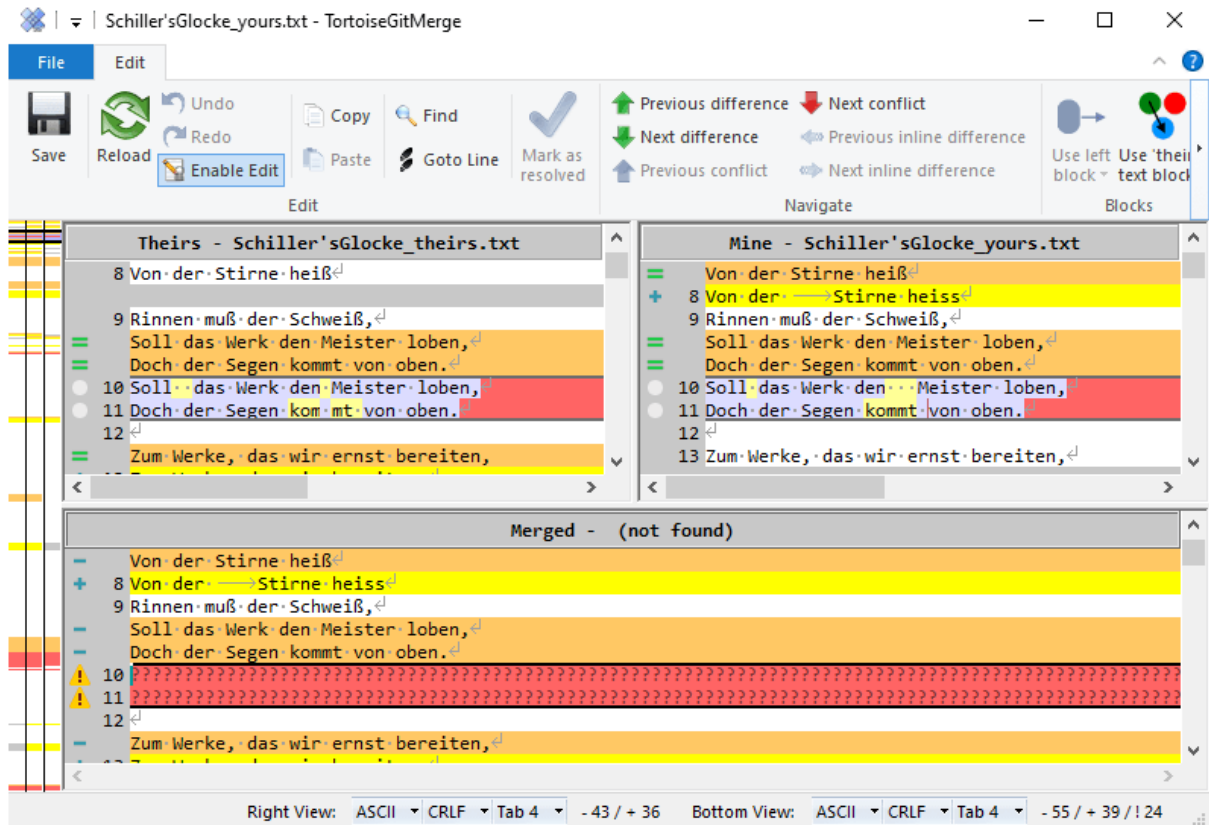 Schiller'sGlocke_yours.txt - TortoiseGitMerge
File Edit
Save
Reload
Undo
Redo
Enable Edit
Copy
Paste
Find
Goto Line
Mark as
resolved
Edit
Previous difference
Next difference
Previous conflict
Next conflict
Previous inline difference
Next inline difference
Navigate
Use left
block
Use 'thei
text block
Blocks
Theirs - Schiller'sGlocke_theirs.txt
8 Von·der·Stirne·heiß
9 Rinnen·muß·der·Schweiß,
Soll·das·Werk·den·Meister·loben,
Doch·der·Segen·kommt·von·oben.
10 Soll··das·Werk·den·Meister·loben,
11 Doch·der·Segen·kom·mt·von·oben.
12
Zum·Werke,·das·wir·ernst·bereiten,
Mine - Schiller'sGlocke_yours.txt
Von·der·Stirne·heiß
8 Von·der·→Stirne·heiss
9 Rinnen·muß·der·Schweiß,
Soll·das·Werk·den·Meister·loben,
Doch·der·Segen·kommt·von·oben.
10 Soll·das·Werk·den···Meister·loben,
11 Doch·der·Segen·kommt·von·oben.
12
13 Zum·Werke,·das·wir·ernst·bereiten,
Merged - (not found)
Von·der·Stirne·heiß
8 Von·der·→Stirne·heiss
9 Rinnen·muß·der·Schweiß,
Soll·das·Werk·den·Meister·loben,
Doch·der·Segen·kommt·von·oben.
10 ????????????????????????????????????????????????????????????????????????????????
11 ????????????????????????????????????????????????????????????????????????????????
12
Zum·Werke,·das·wir·ernst·bereiten,
Right View: ASCII CRLF Tab 4 - 43 / + 36 Bottom View: ASCII CRLF Tab 4 - 55 / + 39 / ! 24